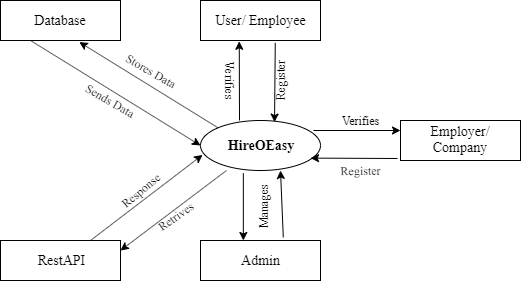 Database
User/ Employee
Stores Data
Verifies
Register
Sends Data
Verifies
HireOEasy
Employer/
Company
Register
Response
Manages
Retrives
RestAPI
Admin